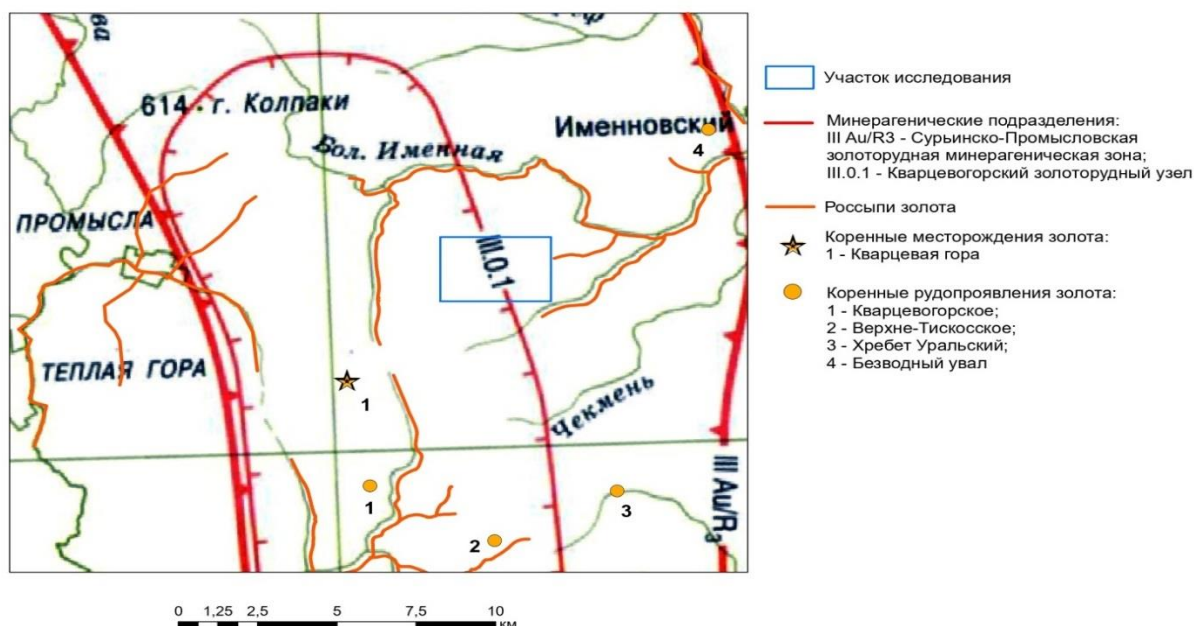 ва
614 · г. Колпаки
Бол. Именная
Именновский
4
ПРОМЫСЛА
III.0.1
ТЕПЛАЯ ГОРА
1
Чекмень
III Au/R3
1
2
3
0 1,25 2,5 5 7,5 10
км
Участок исследования
Минерагенические подразделения:
III Au/R3 - Сурьинско-Промысловская
золоторудная минерагеническая зона;
III.0.1 - Кварцевогорский золоторудный узел
Россыпи золота
Коренные месторождения золота:
1 - Кварцевая гора
Коренные рудопроявления золота:
1 - Кварцевогорское;
2 - Верхне-Тискосское;
3 - Хребет Уральский;
4 - Безводный увал